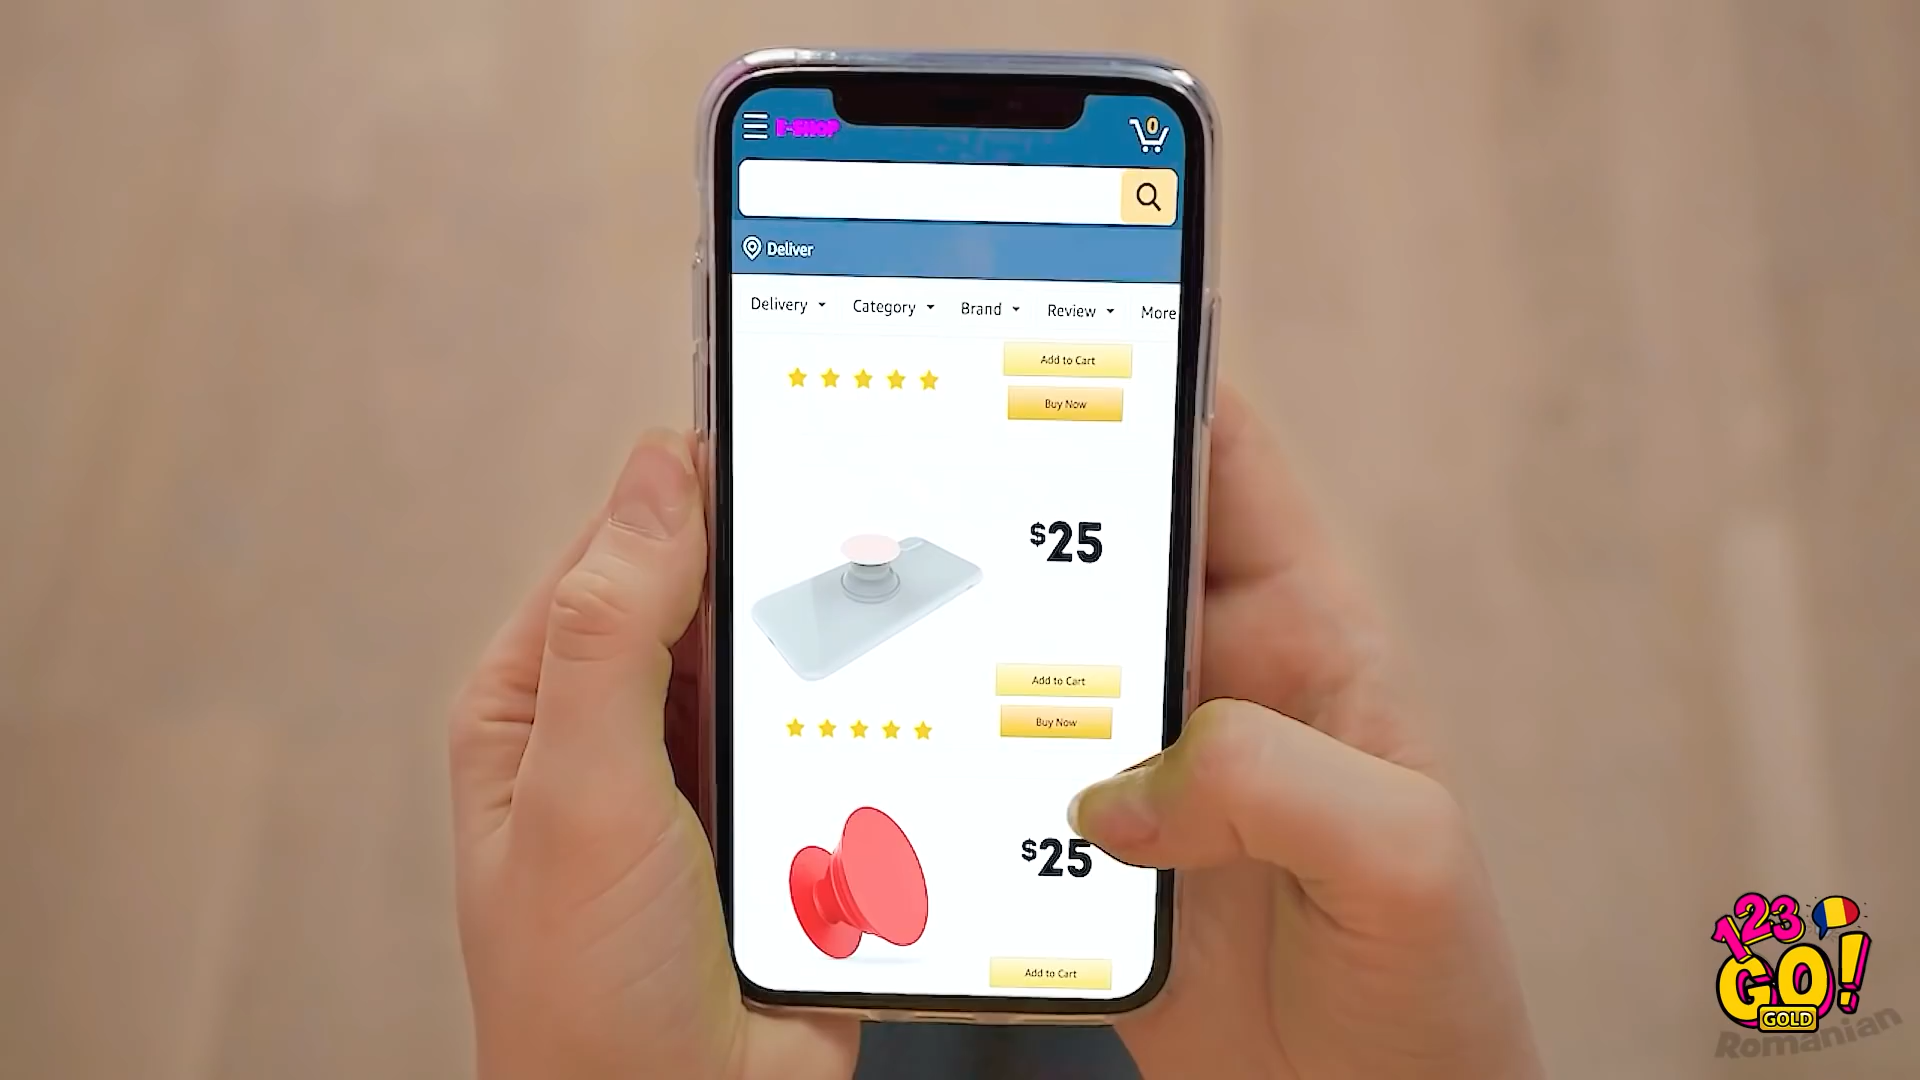 E-SHOP
0
Deliver
Delivery
Category
Brand
Review
More
Add to Cart
Buy Now
$25
Add to Cart
Buy Now
$25
Add to Cart
123
GO!
GOLD
Romanian